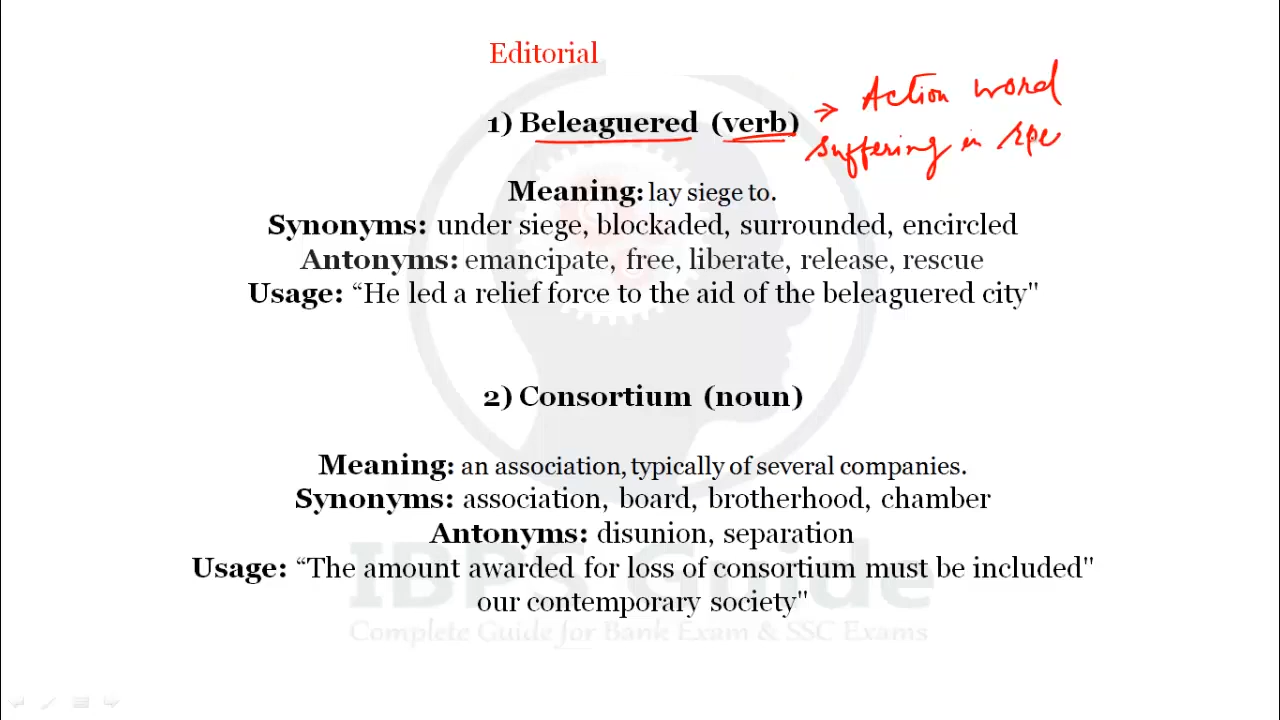 Editorial
1) Beleaguered (verb) → Action word
suffering in spe
Meaning: lay siege to.
Synonyms: under siege, blockaded, surrounded, encircled
Antonyms: emancipate, free, liberate, release, rescue
Usage: “He led a relief force to the aid of the beleaguered city"
2) Consortium (noun)
Meaning: an association, typically of several companies.
Synonyms: association, board, brotherhood, chamber
Antonyms: disunion, separation
Usage: “The amount awarded for loss of consortium must be included"
our contemporary society"
IBPS Guide
Complete Guide for Bank Exam & SSC Exams